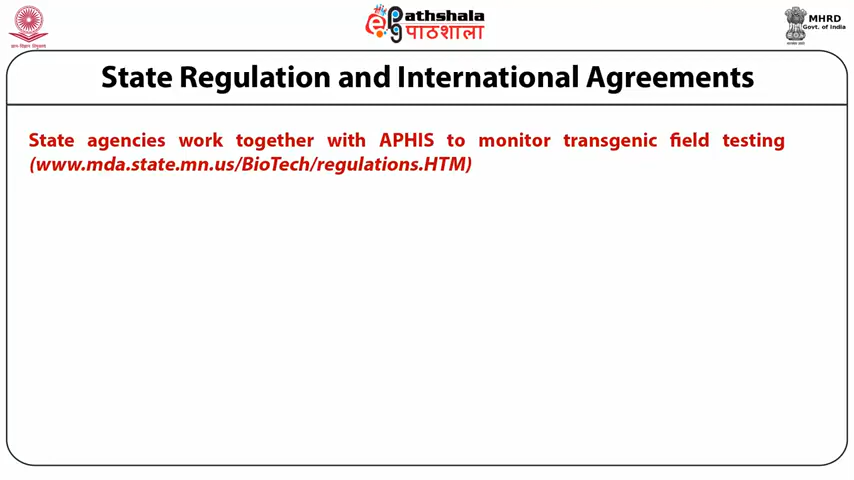 ePathshala
पाठशाला
MHRD
Govt. of India
State Regulation and International Agreements
State agencies work together with APHIS to monitor transgenic field testing
(www.mda.state.mn.us/BioTech/regulations.HTM)